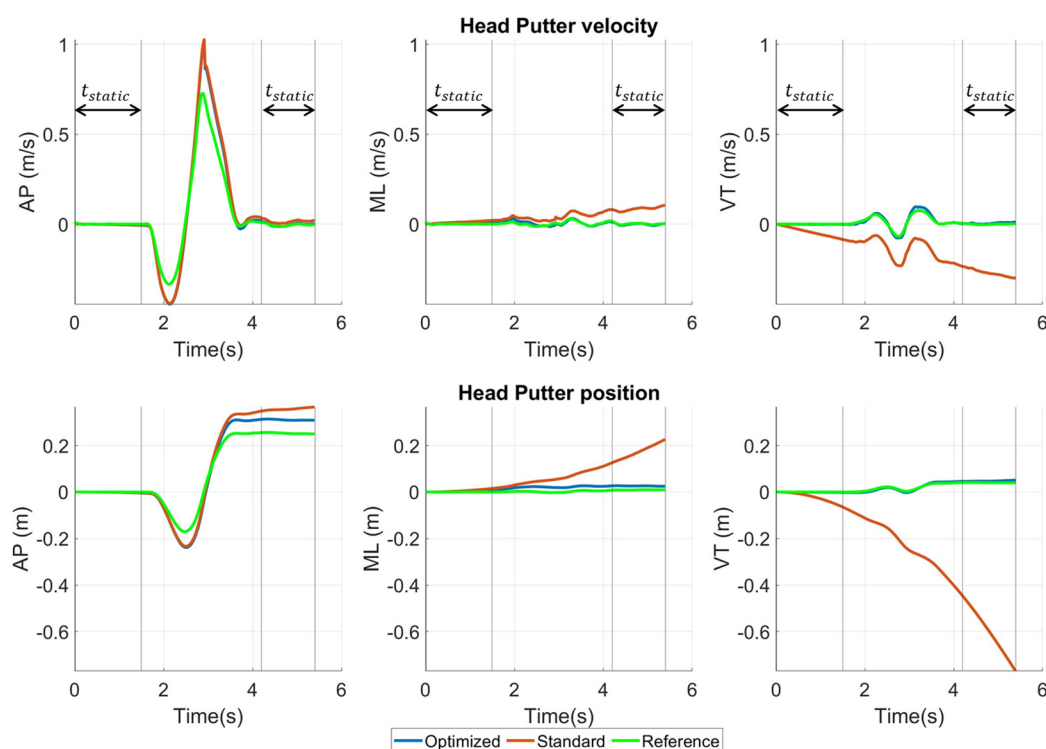 Head Putter velocity
1
0.5
0
AP (m/s)
t_static
t_static
0
2
4
6
Time(s)
1
0.5
0
ML (m/s)
t_static
t_static
0
2
4
6
Time(s)
1
0.5
0
VT (m/s)
t_static
t_static
0
2
4
6
Time(s)
Head Putter position
0.2
0
-0.2
-0.4
-0.6
AP (m)
0
2
4
6
Time(s)
0.2
0
-0.2
-0.4
-0.6
ML (m)
0
2
4
6
Time(s)
0.2
0
-0.2
-0.4
-0.6
VT (m)
0
2
4
6
Time(s)
Optimized Standard Reference